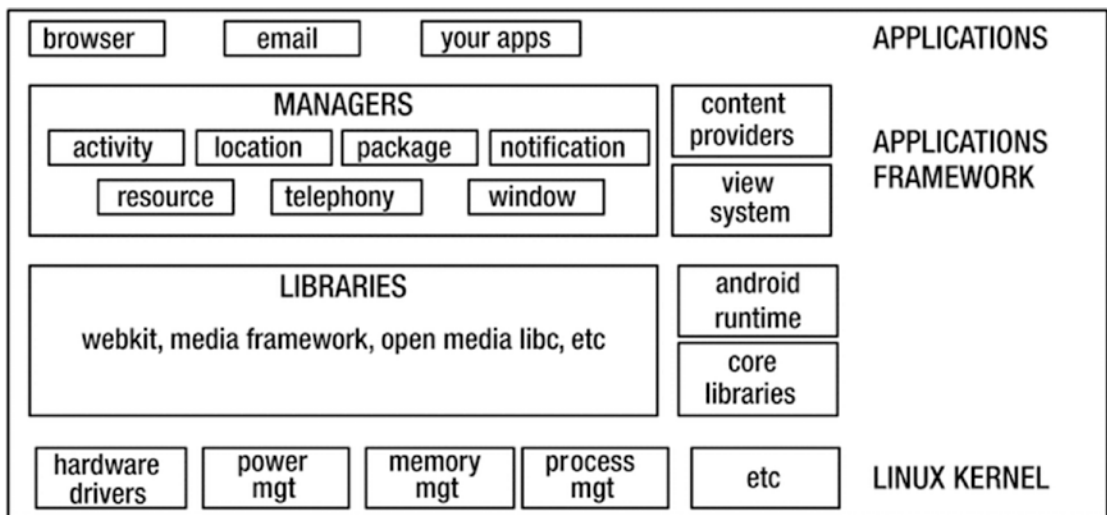 browser email your apps APPLICATIONS
MANAGERS
content
providers
activity location package notification
APPLICATIONS
FRAMEWORK
resource telephony window
view
system
LIBRARIES
webkit, media framework, open media libc, etc
android
runtime
core
libraries
hardware
drivers
power
mgt
memory
mgt
process
mgt
etc
LINUX KERNEL